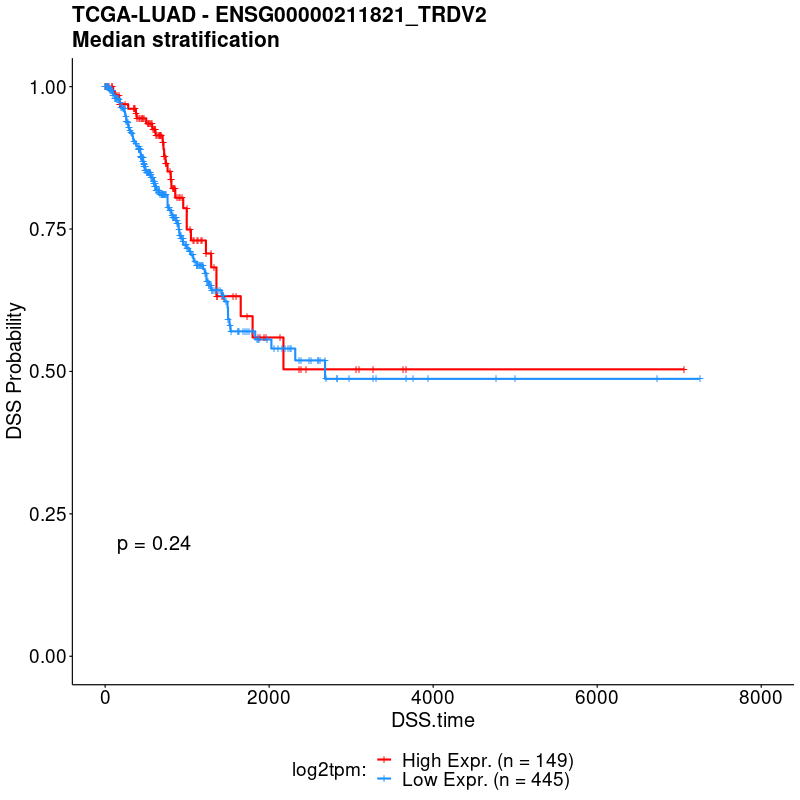 TCGA-LUAD - ENSG00000211821_TRDV2
Median stratification
1.00
0.75
0.50
0.25
0.00
DSS Probability
p = 0.24
0 2000 4000 6000 8000
DSS.time
log2tpm:
High Expr. (n = 149)
Low Expr. (n = 445)